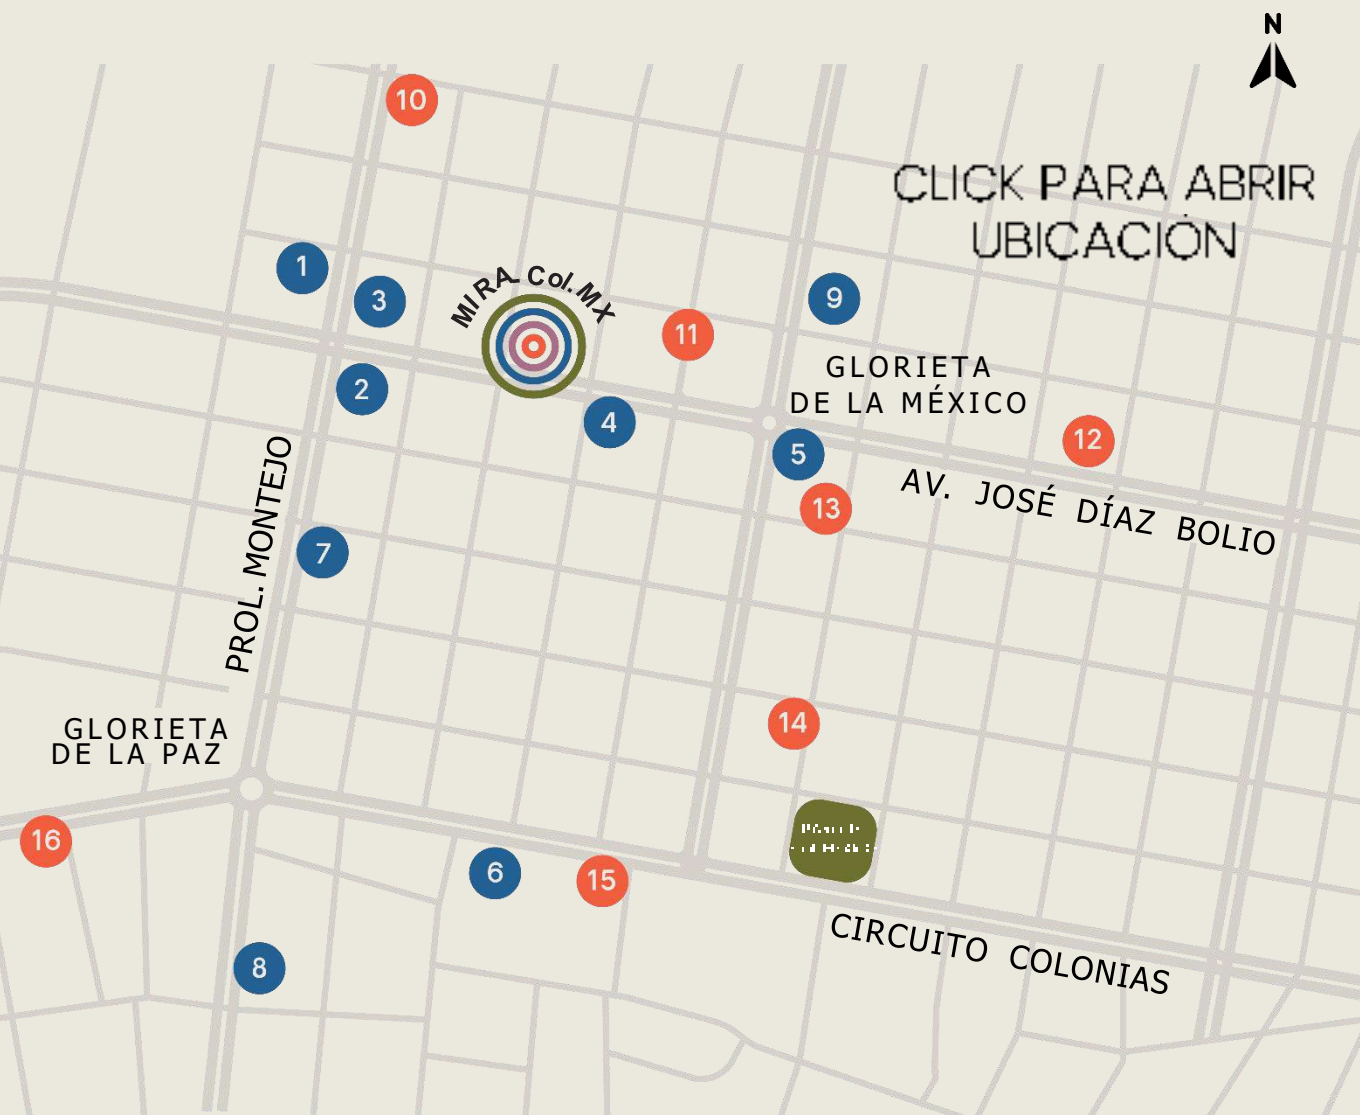 N
10
CLICK PARA ABRIR
UBICACIÓN
1
3
MIRA Col.MX
9
11
GLORIETA
DE LA MÉXICO
2
4
12
5
AV. JOSÉ DÍAZ BOLIO
13
PROL. MONTEJO
7
14
GLORIETA
DE LA PAZ
16
6
15
CIRCUITO COLONIAS
8